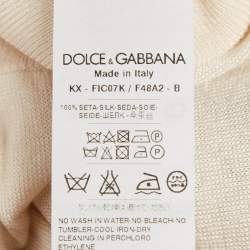 DOLCE & GABBANA
Made in Italy
KX - FIC07K / F48A2 - B
100% SETA-SILK-SEDA-SOIE-
SEIDE-ШЕЛК-
NO WASH IN WATER-NO BLEACH-NO
TUMBLER-COOL IRON-DRY
CLEANING IN PERCHLORO
ETHYLENE